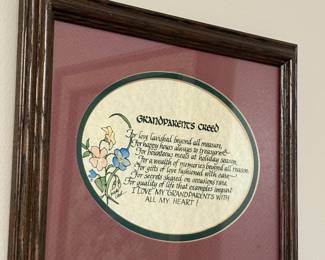 GRANDPARENTS CREED
For love lavished beyond all measure,
For happy hours always to treasure,
For bounteous meals at holiday season,
For a wealth of memories beyond all reason,
For gifts of love fashioned with care,
For secrets shared on occasions rare,
For quality of life that examples impart
I LOVE MY GRANDPARENTS WITH
ALL MY HEART!